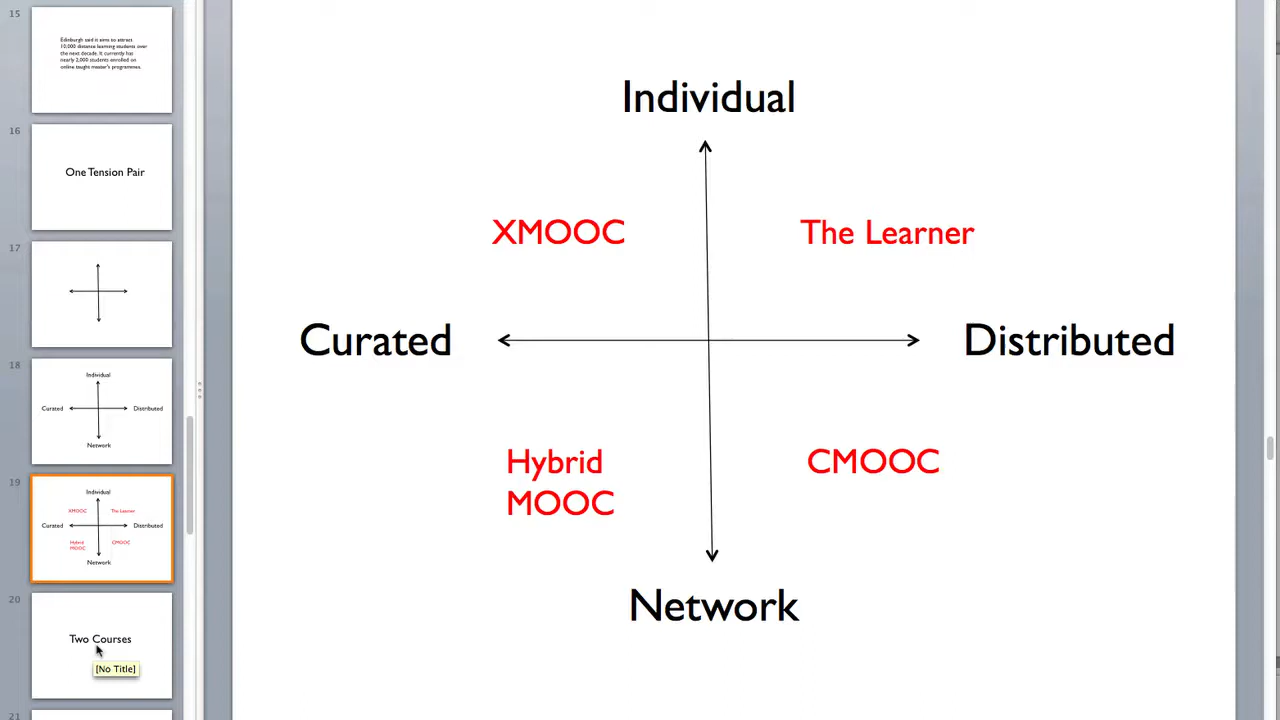 15
Edinburgh said it aims to attract
10,000 distance learning students over
the next decade. It currently has
nearly 2,000 students enrolled on
online taught master's programmes.
16
One Tension Pair
17
18
Individual
Curated
Distributed
Network
19
Individual
XMOOC
The Learner
Curated
Distributed
Hybrid
MOOC
CMOOC
Network
20
Two Courses
[No Title]
21
Individual
XMOOC
The Learner
Curated
Distributed
Hybrid
MOOC
CMOOC
Network